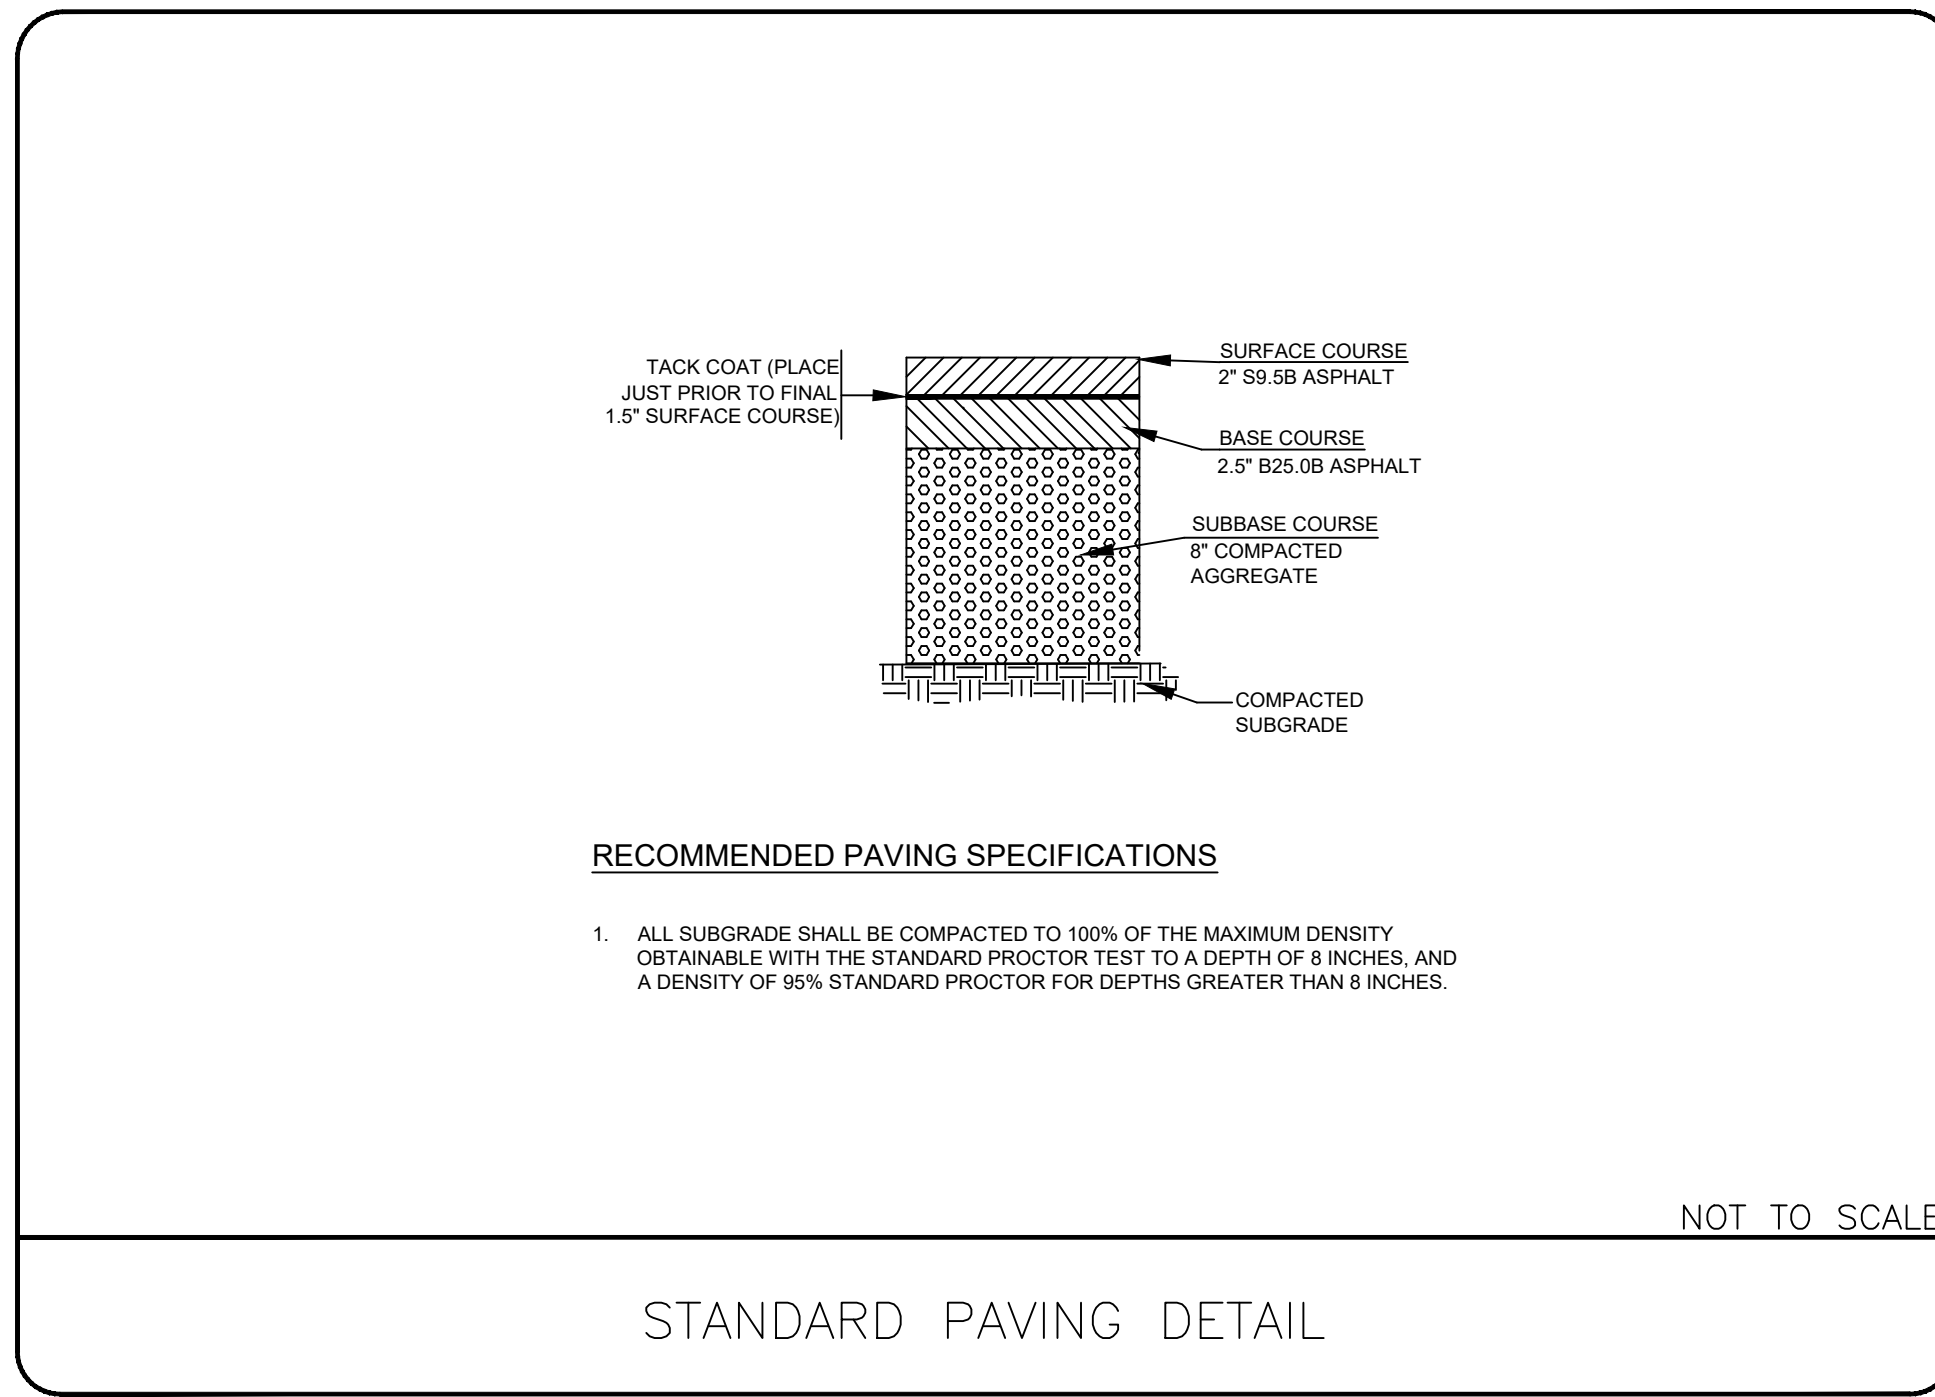 TACK COAT (PLACE
JUST PRIOR TO FINAL
1.5" SURFACE COURSE)
SURFACE COURSE
2" S9.5B ASPHALT
BASE COURSE
2.5" B25.0B ASPHALT
SUBBASE COURSE
8" COMPACTED
AGGREGATE
COMPACTED
SUBGRADE
RECOMMENDED PAVING SPECIFICATIONS
1. ALL SUBGRADE SHALL BE COMPACTED TO 100% OF THE MAXIMUM DENSITY
OBTAINABLE WITH THE STANDARD PROCTOR TEST TO A DEPTH OF 8 INCHES, AND
A DENSITY OF 95% STANDARD PROCTOR FOR DEPTHS GREATER THAN 8 INCHES.
NOT TO SCALE
STANDARD PAVING DETAIL